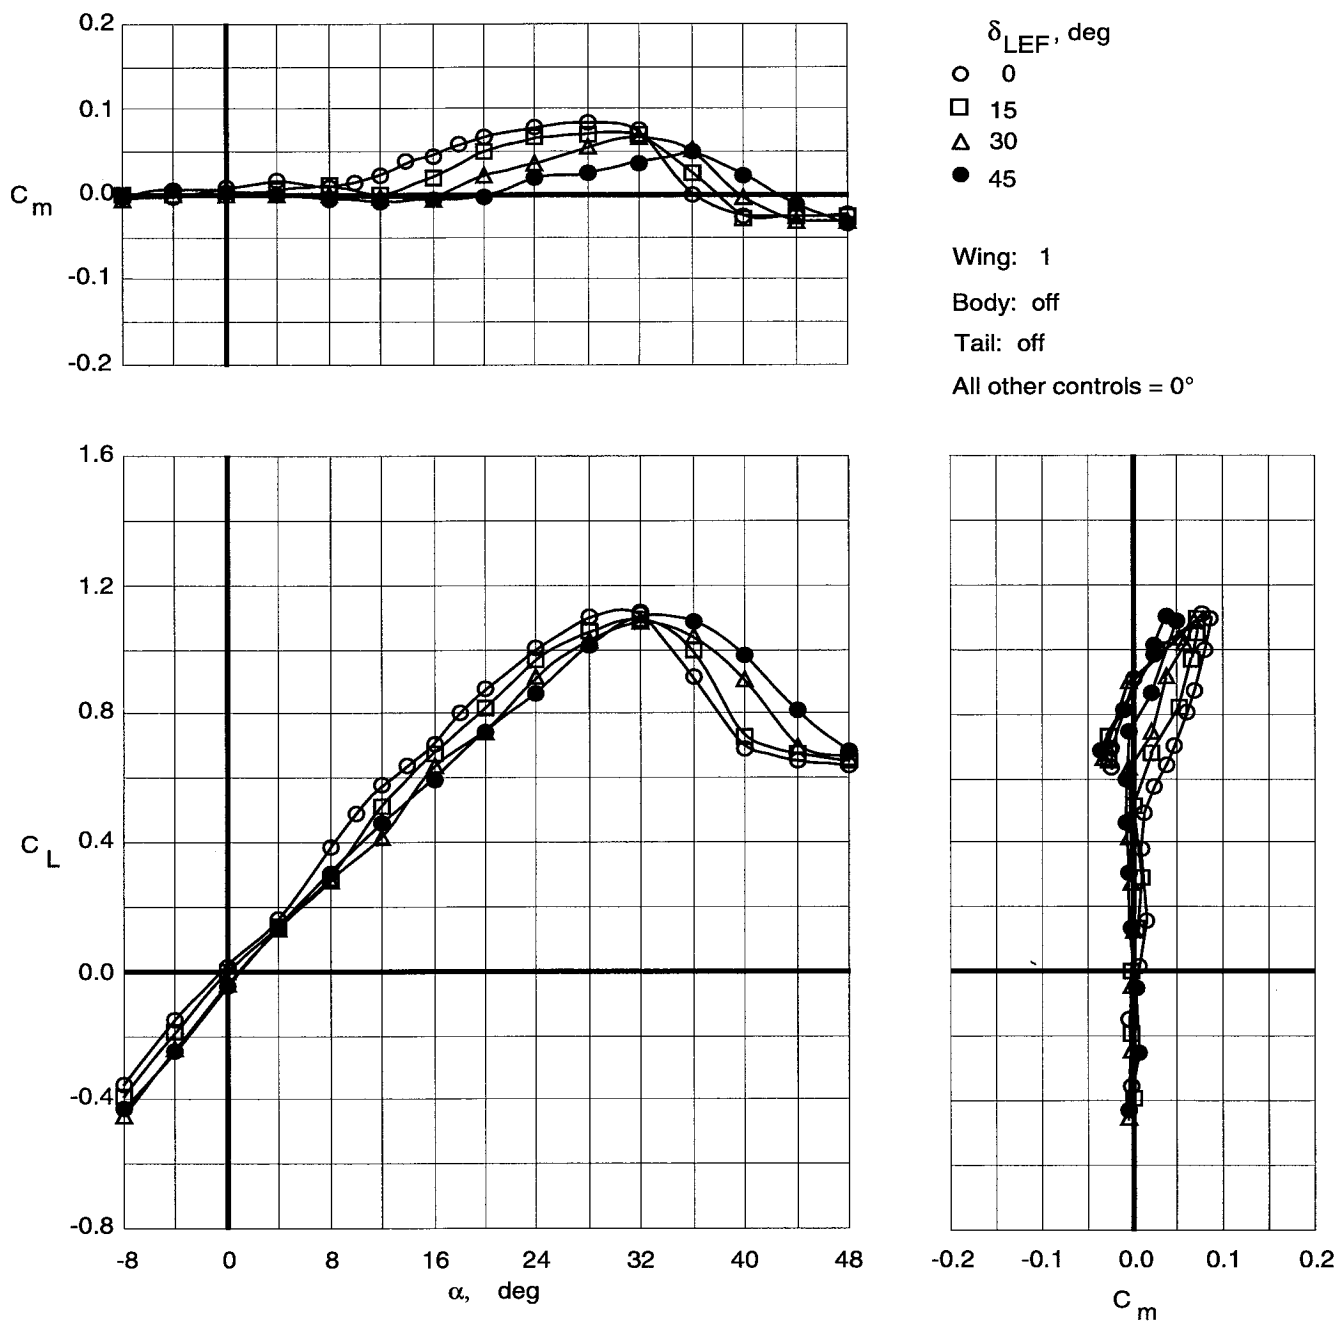 0.2
0.1
0.0
-0.1
-0.2
C m
δ LEF, deg
0
15
30
45
Wing: 1
Body: off
Tail: off
All other controls = 0°
1.6
1.2
0.8
0.4
0.0
-0.4
-0.8
C L
-8 0 8 16 24 32 40 48
α, deg
-0.2 -0.1 0.0 0.1 0.2
C m